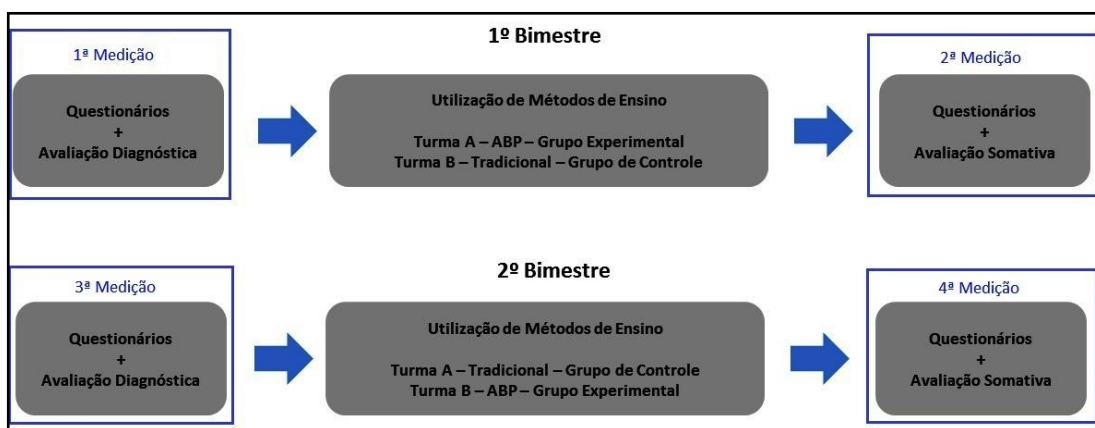 1º Bimestre
1ª Medição
Questionários
+
Avaliação Diagnóstica
Utilização de Métodos de Ensino
Turma A – ABP – Grupo Experimental
Turma B – Tradicional – Grupo de Controle
2ª Medição
Questionários
+
Avaliação Somativa
2º Bimestre
3ª Medição
Questionários
+
Avaliação Diagnóstica
Utilização de Métodos de Ensino
Turma A – Tradicional – Grupo de Controle
Turma B – ABP – Grupo Experimental
4ª Medição
Questionários
+
Avaliação Somativa